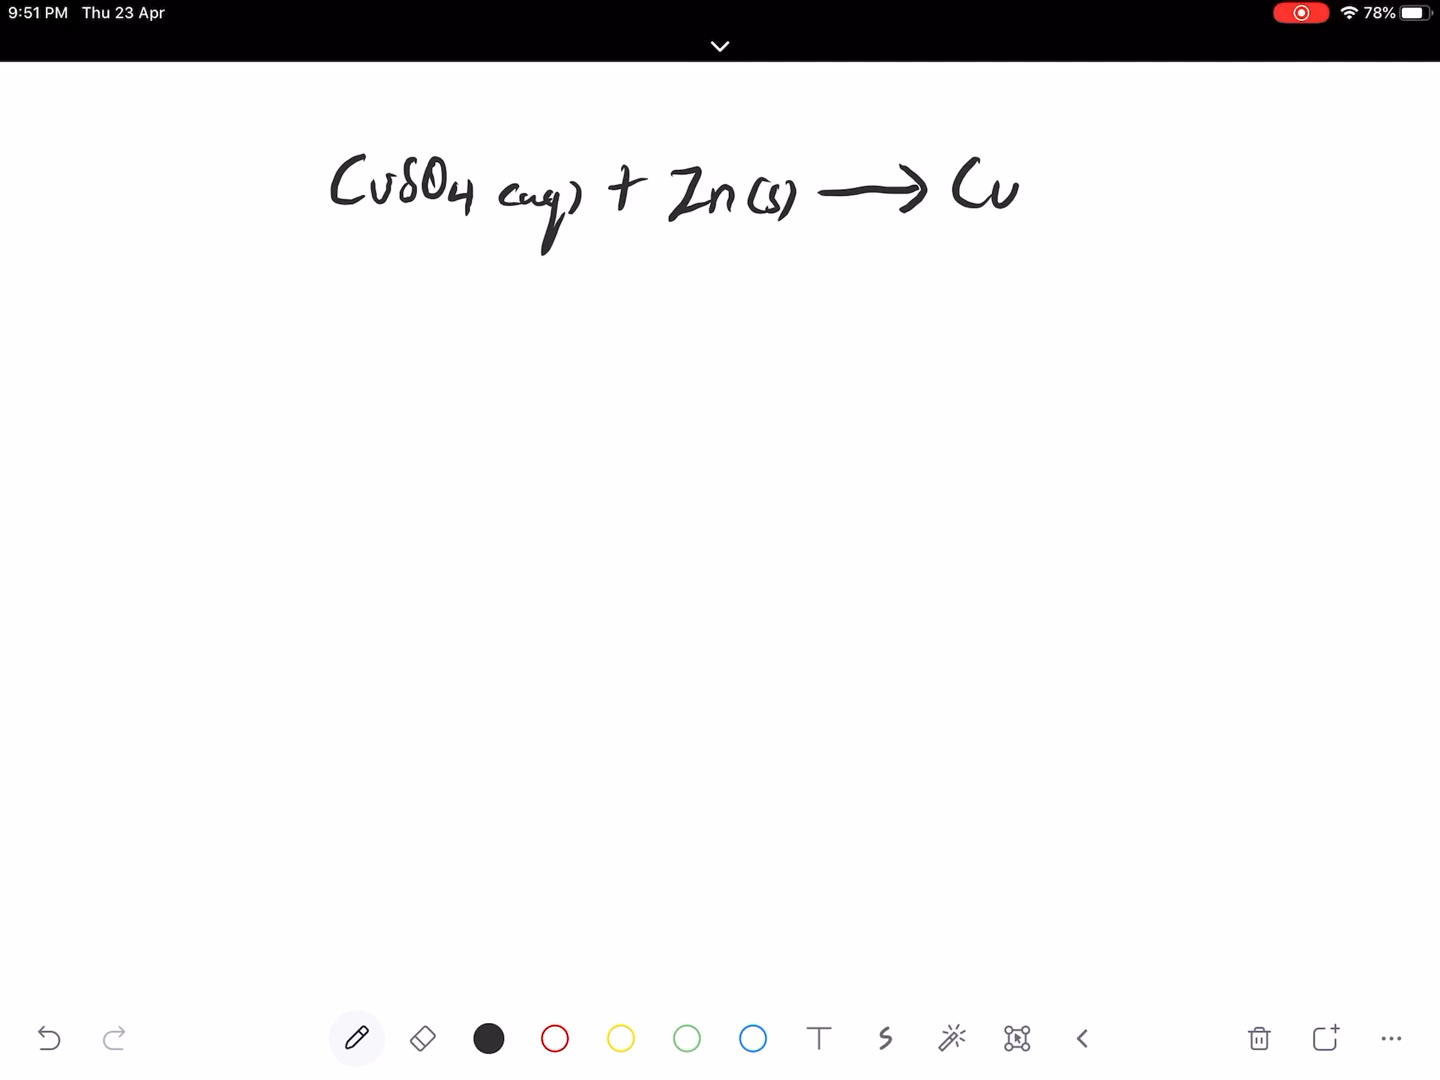 9:51 PM Thu 23 Apr 78%
CuSO4 (aq) + Zn (s) → Cu